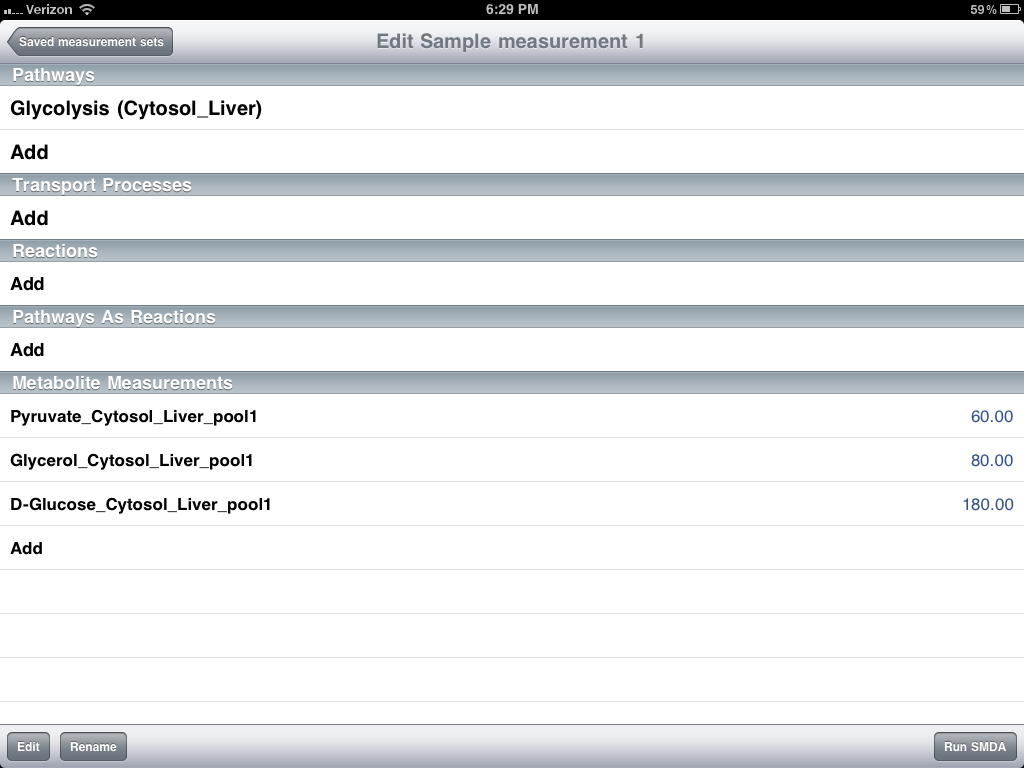 Verizon 6:29 PM 59%
Saved measurement sets Edit Sample measurement 1
Pathways
Glycolysis (Cytosol_Liver)
Add
Transport Processes
Add
Reactions
Add
Pathways As Reactions
Add
Metabolite Measurements
Pyruvate_Cytosol_Liver_pool1 60.00
Glycerol_Cytosol_Liver_pool1 80.00
D-Glucose_Cytosol_Liver_pool1 180.00
Add
Edit Rename Run SMDA